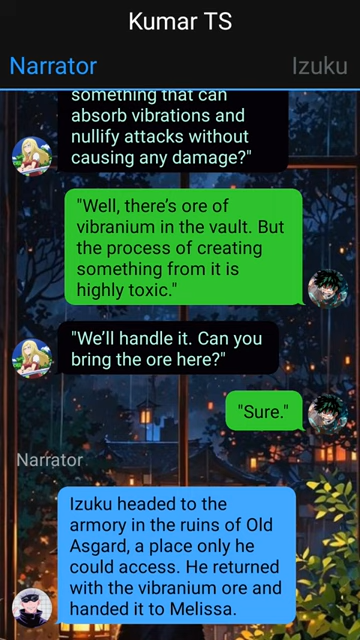 Kumar TS
Narrator
Izuku
something that can
absorb vibrations and
nullify attacks without
causing any damage?"
"Well, there's ore of
vibranium in the vault. But
the process of creating
something from it is
highly toxic."
"We'll handle it. Can you
bring the ore here?"
"Sure."
Narrator
Izuku headed to the
armory in the ruins of Old
Asgard, a place only he
could access. He returned
with the vibranium ore and
handed it to Melissa.